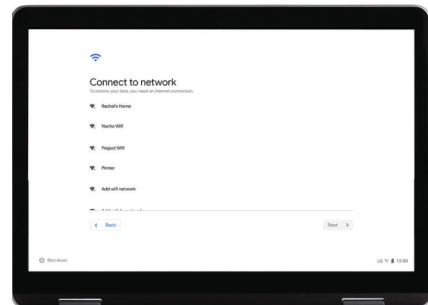 Connect to network
To restore your data, you need an internet connection.
Rachel's Home
Nacho Wifi
Project Wifi
Printer
Add wifi network
Back
Next
Shut down
US
12:00